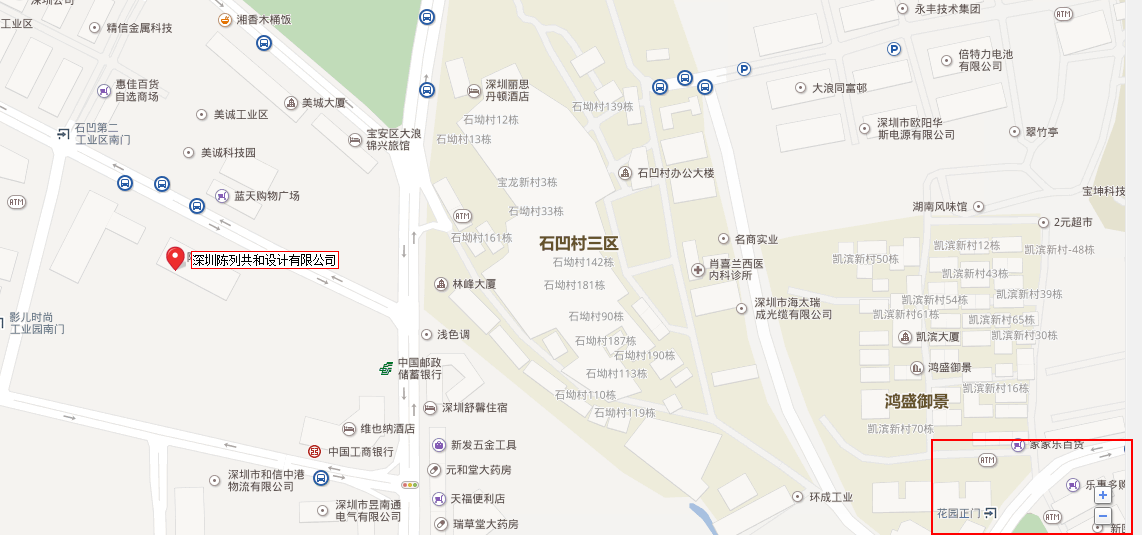 深圳公司
湘香木桶饭
永丰技术集团
ATM
工业区
精信金属科技
倍特力电池
有限公司
P
P
惠佳百货
自选商场
深圳丽思
丹顿酒店
大浪同富邨
美诚工业区
美城大厦
石坳村139栋
石坳村12栋
深圳市欧阳华
斯电源有限公司
石凹第二
工业区南门
宝安区大浪
锦兴旅馆
石坳村13栋
翠竹亭
美诚科技园
石凹村办公大楼
宝龙新村3栋
蓝天购物广场
宝坤科技
ATM
ATM
石坳村33栋
湖南风味馆
2元超市
石坳村161栋
石凹村三区
名商实业
凯滨新村12栋
凯滨新村-48栋
深圳陈列共和设计有限公司
石坳村142栋
肖喜兰西医
内科诊所
凯滨新村50栋
凯滨新村43栋
林峰大厦
石坳村181栋
凯滨新村39栋
深圳市海太瑞
成光缆有限公司
凯滨新村54栋
凯滨新村61栋
影儿时尚
工业园南门
石坳村90栋
凯滨新村65栋
浅色调
石坳村187栋
凯滨大厦
凯滨新村30栋
石坳村190栋
中国邮政
储蓄银行
石坳村113栋
鸿盛御景
石坳村110栋
凯滨新村16栋
深圳舒馨住宿
石坳村119栋
鸿盛御景
维也纳酒店
凯滨新村70栋
新发五金工具
家家乐百货
中国工商银行
ATM
元和堂大药房
深圳市和信中港
物流有限公司
乐惠多购
天福便利店
环成工业
+
深圳市昱南通
电气有限公司
花园正门
ATM
瑞草堂大药房